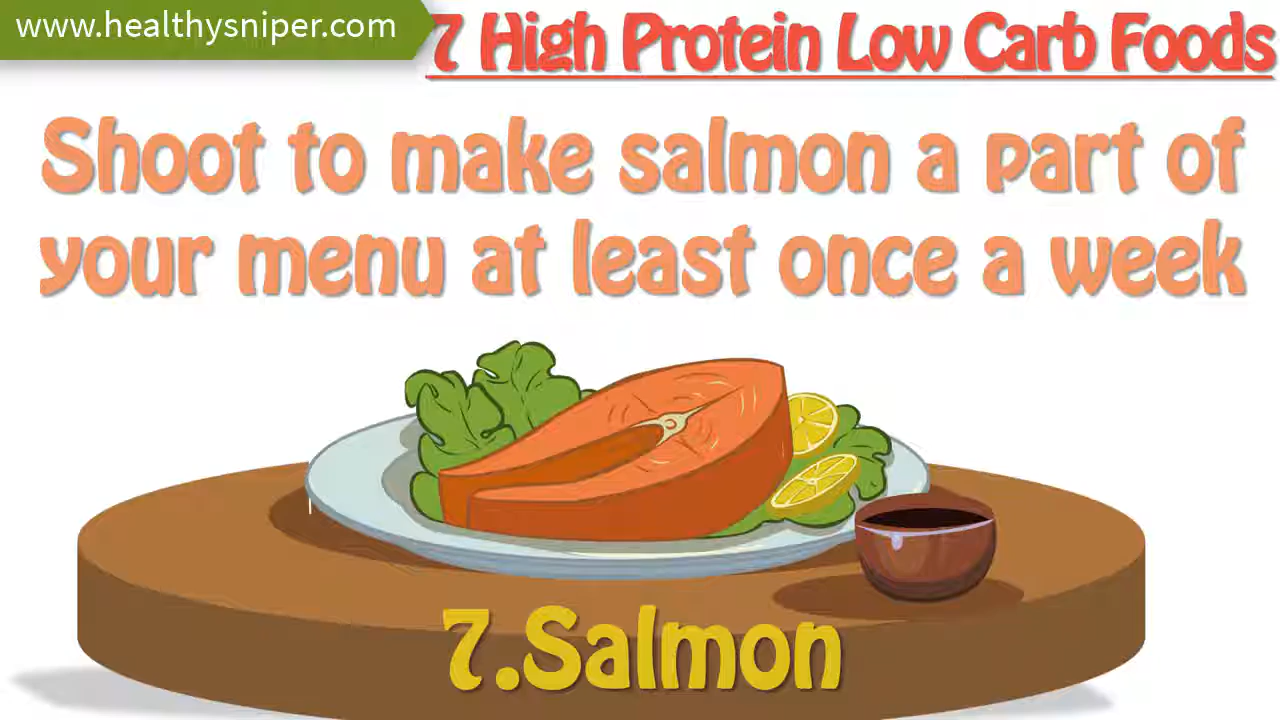 www.healthysniper.com
7 High Protein Low Carb Foods
Shoot to make salmon a part of
your menu at least once a week
7.Salmon